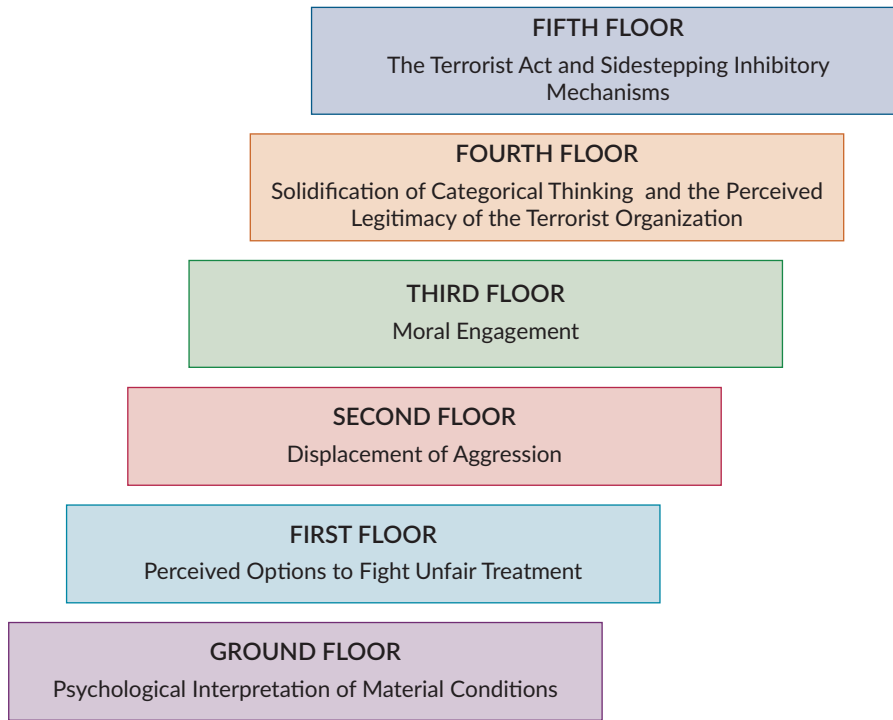 FIFTH FLOOR
The Terrorist Act and Sidestepping Inhibitory
Mechanisms
FOURTH FLOOR
Solidification of Categorical Thinking and the Perceived
Legitimacy of the Terrorist Organization
THIRD FLOOR
Moral Engagement
SECOND FLOOR
Displacement of Aggression
FIRST FLOOR
Perceived Options to Fight Unfair Treatment
GROUND FLOOR
Psychological Interpretation of Material Conditions